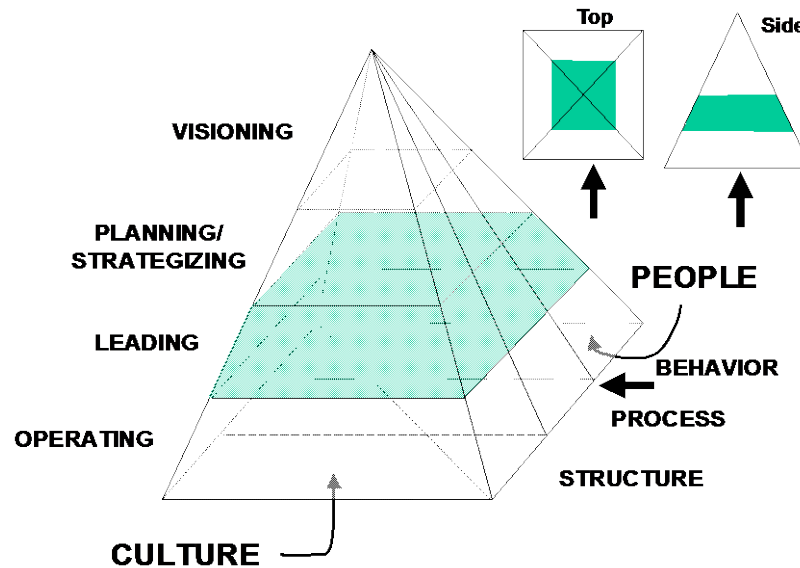 Top
Side
VISIONING
PLANNING/
STRATEGIZING
PEOPLE
LEADING
BEHAVIOR
PROCESS
OPERATING
STRUCTURE
CULTURE